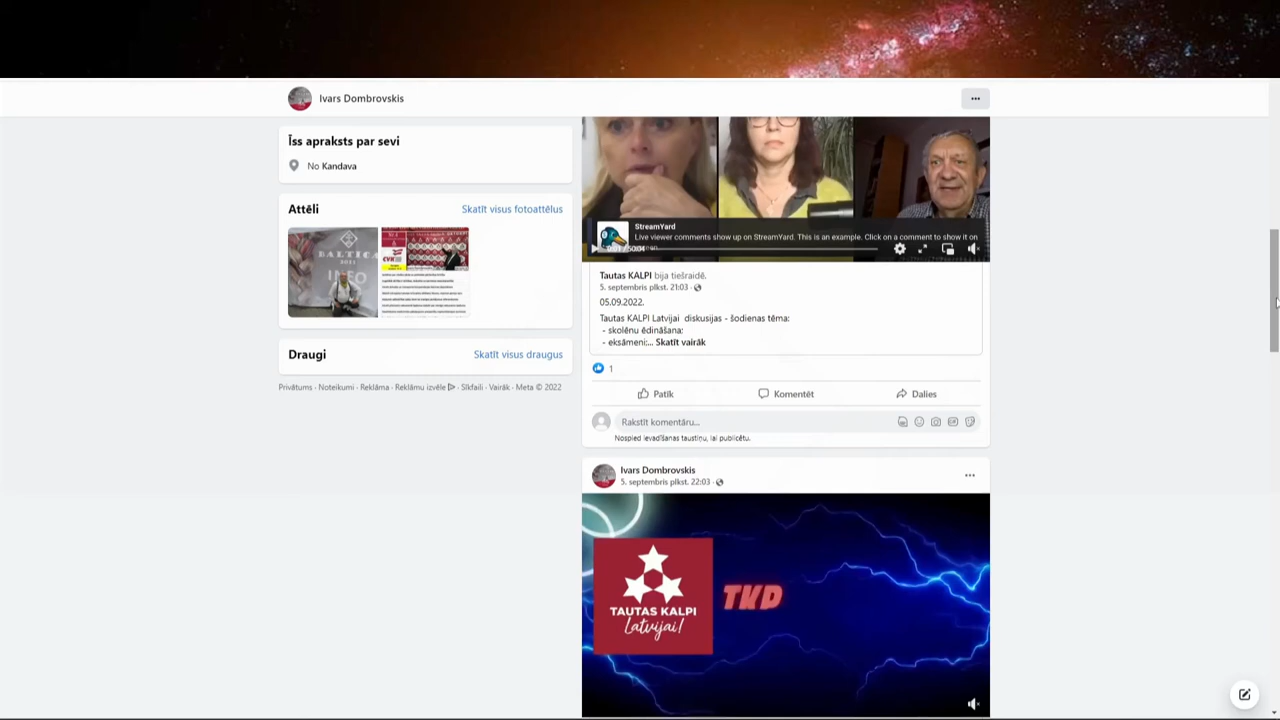 Ivars Dombrovskis
Īss apraksts par sevi
No Kandava
Attēli
Skatīt visus fotoattēlus
BALTICA
INFO
CVK
Draugi
Skatīt visus draugus
Privātums · Noteikumi · Reklāma · Reklāmu izvēle · Sīkfaili · Vairāk · Meta © 2022
StreamYard
Live viewer comments show up on StreamYard. This is an example. Click on a comment to show it on
Tautas KALPI bija tiešraidē.
5. septembris plkst. 21:03 ·
05.09.2022.
Tautas KALPI Latvijai diskusijas - šodienas tēma:
- skolēnu ēdināšana:
- eksāmeni:... Skatīt vairāk
1
Patīk
Komentēt
Dalies
Rakstīt komentāru...
Nospied ievadīšanas taustiņu, lai publicētu.
Ivars Dombrovskis
5. septembris plkst. 22:03 ·
TAUTAS KALPI
Latvijai!
TKD